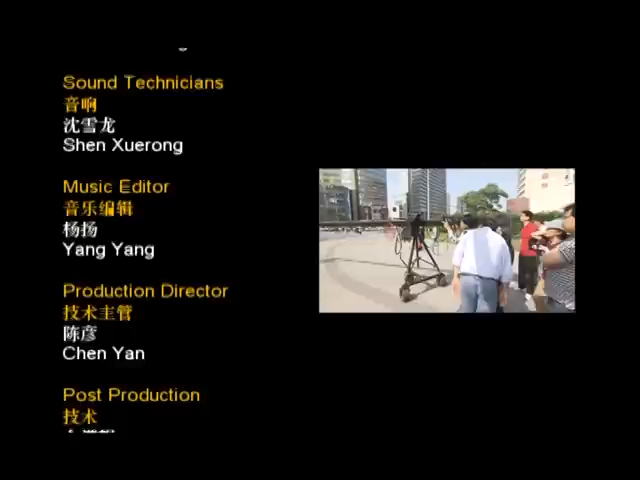 Sound Technicians
音响
沈雪龙
Shen Xuerong
Music Editor
音乐编辑
杨扬
Yang Yang
Production Director
技术主管
陈彦
Chen Yan
Post Production
技术